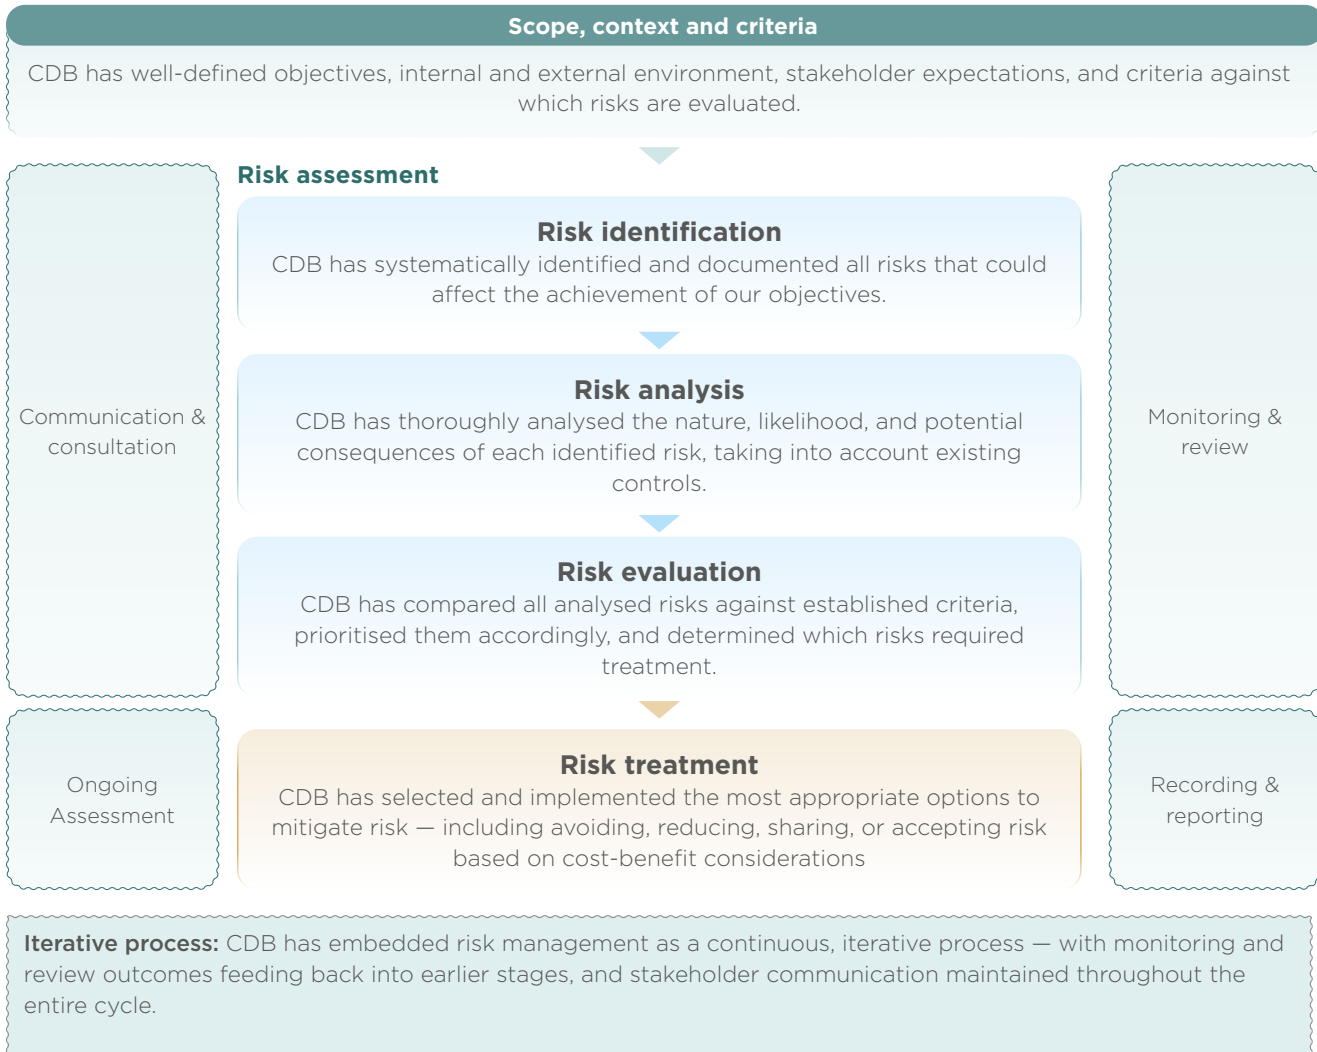 Scope, context and criteria
CDB has well-defined objectives, internal and external environment, stakeholder expectations, and criteria against
which risks are evaluated.
Risk assessment
Risk identification
CDB has systematically identified and documented all risks that could
affect the achievement of our objectives.
Risk analysis
CDB has thoroughly analysed the nature, likelihood, and potential
consequences of each identified risk, taking into account existing
controls.
Risk evaluation
CDB has compared all analysed risks against established criteria,
prioritised them accordingly, and determined which risks required
treatment.
Communication &
consultation
Monitoring &
review
Ongoing
Assessment
Risk treatment
CDB has selected and implemented the most appropriate options to
mitigate risk — including avoiding, reducing, sharing, or accepting risk
based on cost-benefit considerations
Recording &
reporting
Iterative process: CDB has embedded risk management as a continuous, iterative process — with monitoring and
review outcomes feeding back into earlier stages, and stakeholder communication maintained throughout the
entire cycle.